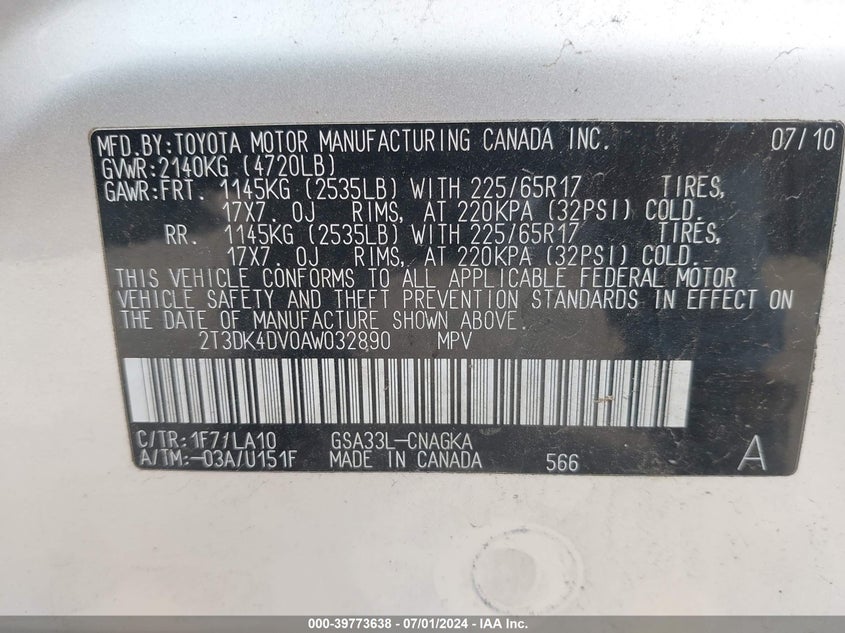 MFD.BY:TOYOTA MOTOR MANUFACTURING CANADA INC. 07/10
GVWR:2140KG (4720LB)
GAWR:FRT. 1145KG (2535LB) WITH 225/65R17 TIRES,
17X7. 0J RIMS, AT 220KPA (32PSI) COLD.
RR. 1145KG (2535LB) WITH 225/65R17 TIRES,
17X7. 0J RIMS, AT 220KPA (32PSI) COLD.
THIS VEHICLE CONFORMS TO ALL APPLICABLE FEDERAL MOTOR
VEHICLE SAFETY AND THEFT PREVENTION STANDARDS IN EFFECT ON
THE DATE OF MANUFACTURE SHOWN ABOVE.
2T3DK4DV0AW032890 MPV
C/TR:1F7/LA10 GSA33L-CNAGKA
A/TM:-03A/U151F MADE IN CANADA 566 A
000-39773638 - 07/01/2024 - IAA Inc.